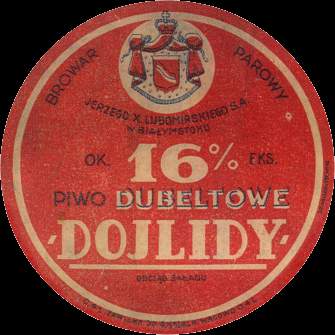 BROWAR PAROWY
JERZEGO X. LUBOMIRSKIEGO S.A.
W BIAŁYMSTOKU
OK. 16% EKS.
PIWO DUBELTOWE
·DOJLIDY·